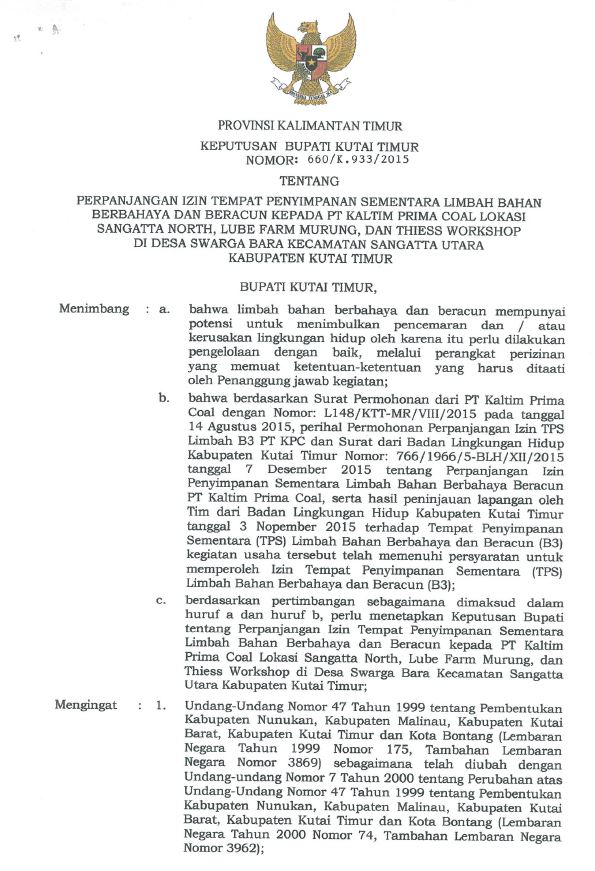 PROVINSI KALIMANTAN TIMUR
KEPUTUSAN BUPATI KUTAI TIMUR
NOMOR: 660/K.933/2015
TENTANG
PERPANJANGAN IZIN TEMPAT PENYIMPANAN SEMENTARA LIMBAH BAHAN
BERBAHAYA DAN BERACUN KEPADA PT KALTIM PRIMA COAL LOKASI
SANGATTA NORTH, LUBE FARM MURUNG, DAN THIESS WORKSHOP
DI DESA SWARGA BARA KECAMATAN SANGATTA UTARA
KABUPATEN KUTAI TIMUR
BUPATI KUTAI TIMUR,
Menimbang : a. bahwa limbah bahan berbahaya dan beracun mempunyai
potensi untuk menimbulkan pencemaran dan / atau
kerusakan lingkungan hidup oleh karena itu perlu dilakukan
pengelolaan dengan baik, melalui perangkat perizinan
yang memuat ketentuan-ketentuan yang harus ditaati
oleh Penanggung jawab kegiatan;
b. bahwa berdasarkan Surat Permohonan dari PT Kaltim Prima
Coal dengan Nomor: L148/KTT-MR/VIII/2015 pada tanggal
14 Agustus 2015, perihal Permohonan Perpanjangan Izin TPS
Limbah B3 PT KPC dan Surat dari Badan Lingkungan Hidup
Kabupaten Kutai Timur Nomor: 766/1966/5-BLH/XII/2015
tanggal 7 Desember 2015 tentang Perpanjangan Izin
Penyimpanan Sementara Limbah Bahan Berbahaya Beracun
PT Kaltim Prima Coal, serta hasil peninjauan lapangan oleh
Tim dari Badan Lingkungan Hidup Kabupaten Kutai Timur
tanggal 3 Nopember 2015 terhadap Tempat Penyimpanan
Sementara (TPS) Limbah Bahan Berbahaya dan Beracun (B3)
kegiatan usaha tersebut telah memenuhi persyaratan untuk
memperoleh Izin Tempat Penyimpanan Sementara (TPS)
Limbah Bahan Berbahaya dan Beracun (B3);
c. berdasarkan pertimbangan sebagaimana dimaksud dalam
huruf a dan huruf b, perlu menetapkan Keputusan Bupati
tentang Perpanjangan Izin Tempat Penyimpanan Sementara
Limbah Bahan Berbahaya dan Beracun kepada PT Kaltim
Prima Coal Lokasi Sangatta North, Lube Farm Murung, dan
Thiess Workshop di Desa Swarga Bara Kecamatan Sangatta
Utara Kabupaten Kutai Timur;
Mengingat : 1. Undang-Undang Nomor 47 Tahun 1999 tentang Pembentukan
Kabupaten Nunukan, Kabupaten Malinau, Kabupaten Kutai
Barat, Kabupaten Kutai Timur dan Kota Bontang (Lembaran
Negara Tahun 1999 Nomor 175, Tambahan Lembaran
Negara Nomor 3869) sebagaimana telah diubah dengan
Undang-undang Nomor 7 Tahun 2000 tentang Perubahan atas
Undang-Undang Nomor 47 Tahun 1999 tentang Pembentukan
Kabupaten Nunukan, Kabupaten Malinau, Kabupaten Kutai
Barat, Kabupaten Kutai Timur dan Kota Bontang (Lembaran
Negara Tahun 2000 Nomor 74, Tambahan Lembaran Negara
Nomor 3962);